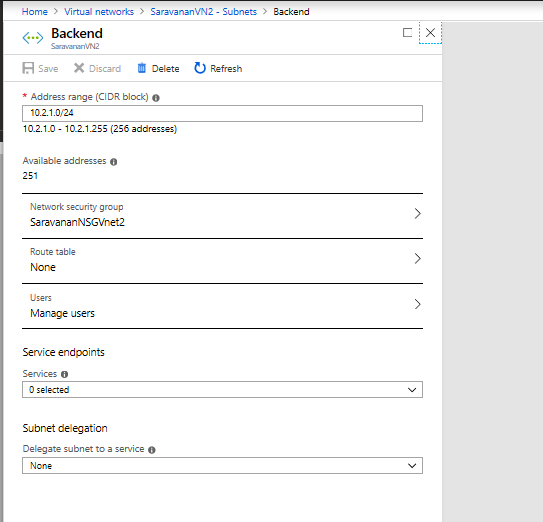 Home > Virtual networks > SaravananVN2 - Subnets > Backend
Backend
SaravananVN2
Save Discard Delete Refresh
* Address range (CIDR block)
10.2.1.0/24
10.2.1.0 - 10.2.1.255 (256 addresses)
Available addresses
251
Network security group
SaravananNSGVnet2
Route table
None
Users
Manage users
Service endpoints
Services
0 selected
Subnet delegation
Delegate subnet to a service
None